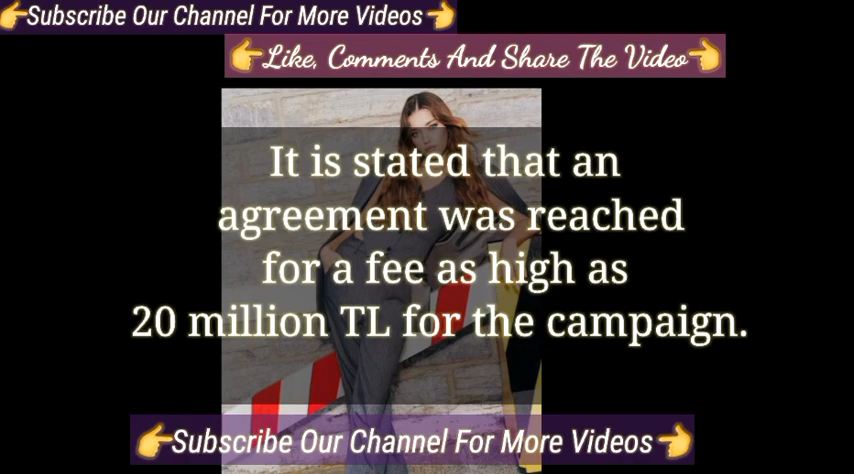 👉Subscribe Our Channel For More Videos👈
👉Like, Comments And Share The Video👈
It is stated that an
agreement was reached
for a fee as high as
20 million TL for the campaign.
👉Subscribe Our Channel For More Videos👈